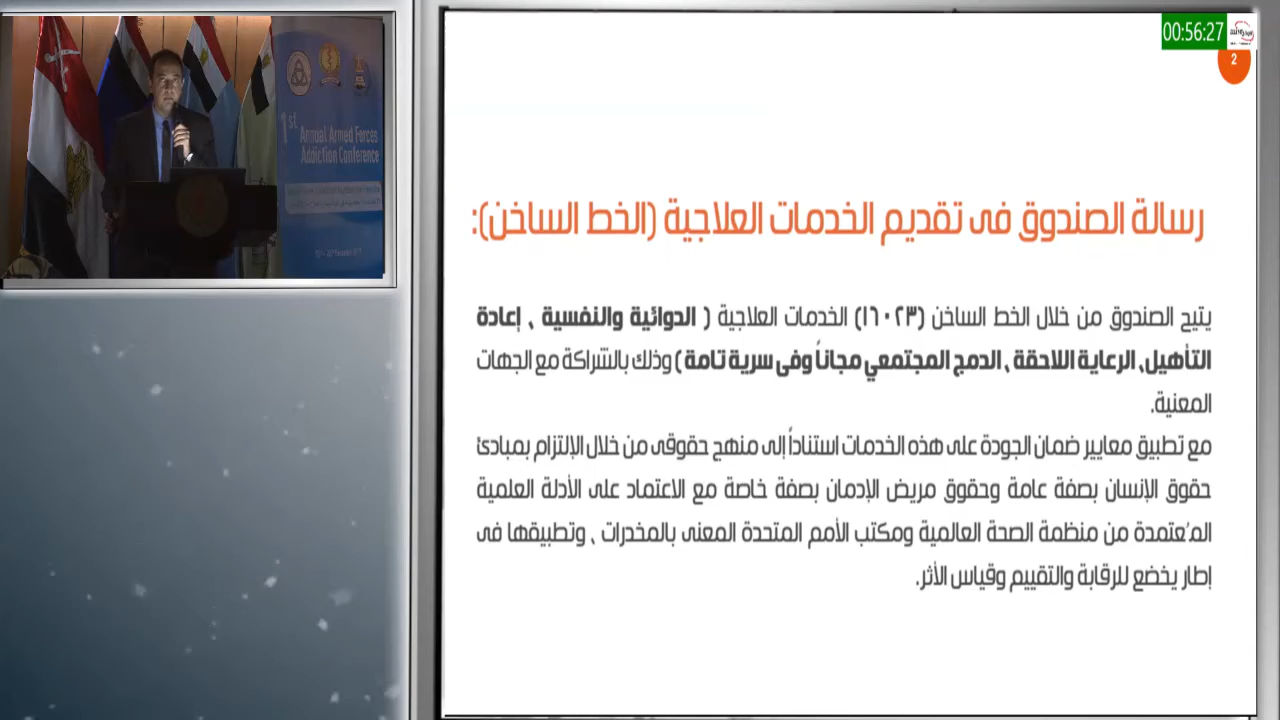 1st
Annual Armed Forces
Addiction Conference
00:56:27
2
رسالة الصندوق فى تقديم الخدمات العلاجية (الخط الساخن):
يتيح الصندوق من خلال الخط الساخن (١٦٠٢٣) الخدمات العلاجية ( الدوائية والنفسية ، إعادة
التأهيل، الرعاية اللاحقة ، الدمج المجتمعي مجاناً وفى سرية تامة ) وذلك بالشراكة مع الجهات
المعنية.
مع تطبيق معايير ضمان الجودة على هذه الخدمات استناداً إلى منهج حقوقى من خلال الإلتزام بمبادئ
حقوق الإنسان بصفة عامة وحقوق مريض الإدمان بصفة خاصة مع الاعتماد على الأدلة العلمية
المُعتمدة من منظمة الصحة العالمية ومكتب الأمم المتحدة المعنى بالمخدرات ، وتطبيقها فى
إطار يخضع للرقابة والتقييم وقياس الأثر.